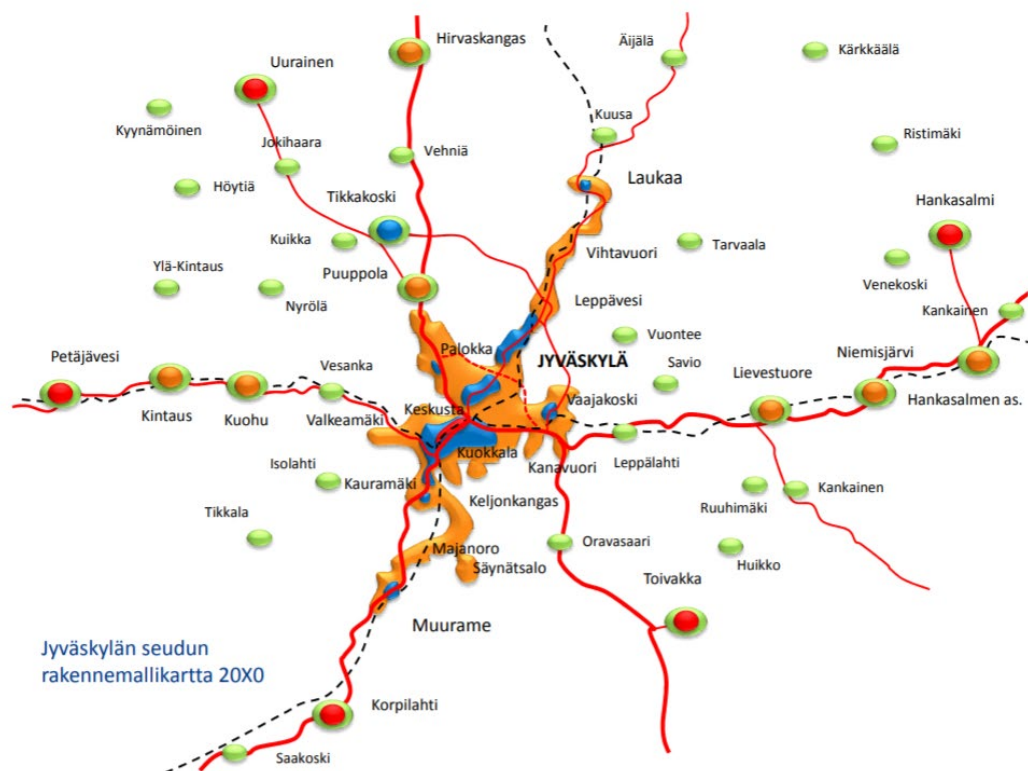 Hirvaskangas
Äijälä
Kärkkäälä
Uurainen
Kyynämöinen
Kuusa
Jokihaara
Vehniä
Ristimäki
Höytiä
Laukaa
Tikkakoski
Hankasalmi
Kuikka
Vihtavuori
Tarvaala
Ylä-Kintaus
Puuppola
Venekoski
Nyrölä
Leppävesi
Kankainen
Vuontee
Petäjävesi
Vesanka
Palokka
JYVÄSKYLÄ
Savio
Niemisjärvi
Lievestuore
Kintaus
Kuohu
Valkeamäki
Keskusta
Vaajakoski
Hankasalmen as.
Isolahti
Kuokkala
Kanavuori
Leppälahti
Kauramäki
Kankainen
Keljonkangas
Ruuhimäki
Tikkala
Majanoro
Oravasaari
Säynätsalo
Huikko
Toivakka
Muurame
Jyväskylän seudun
rakennemallikartta 20X0
Korpilahti
Saakoski